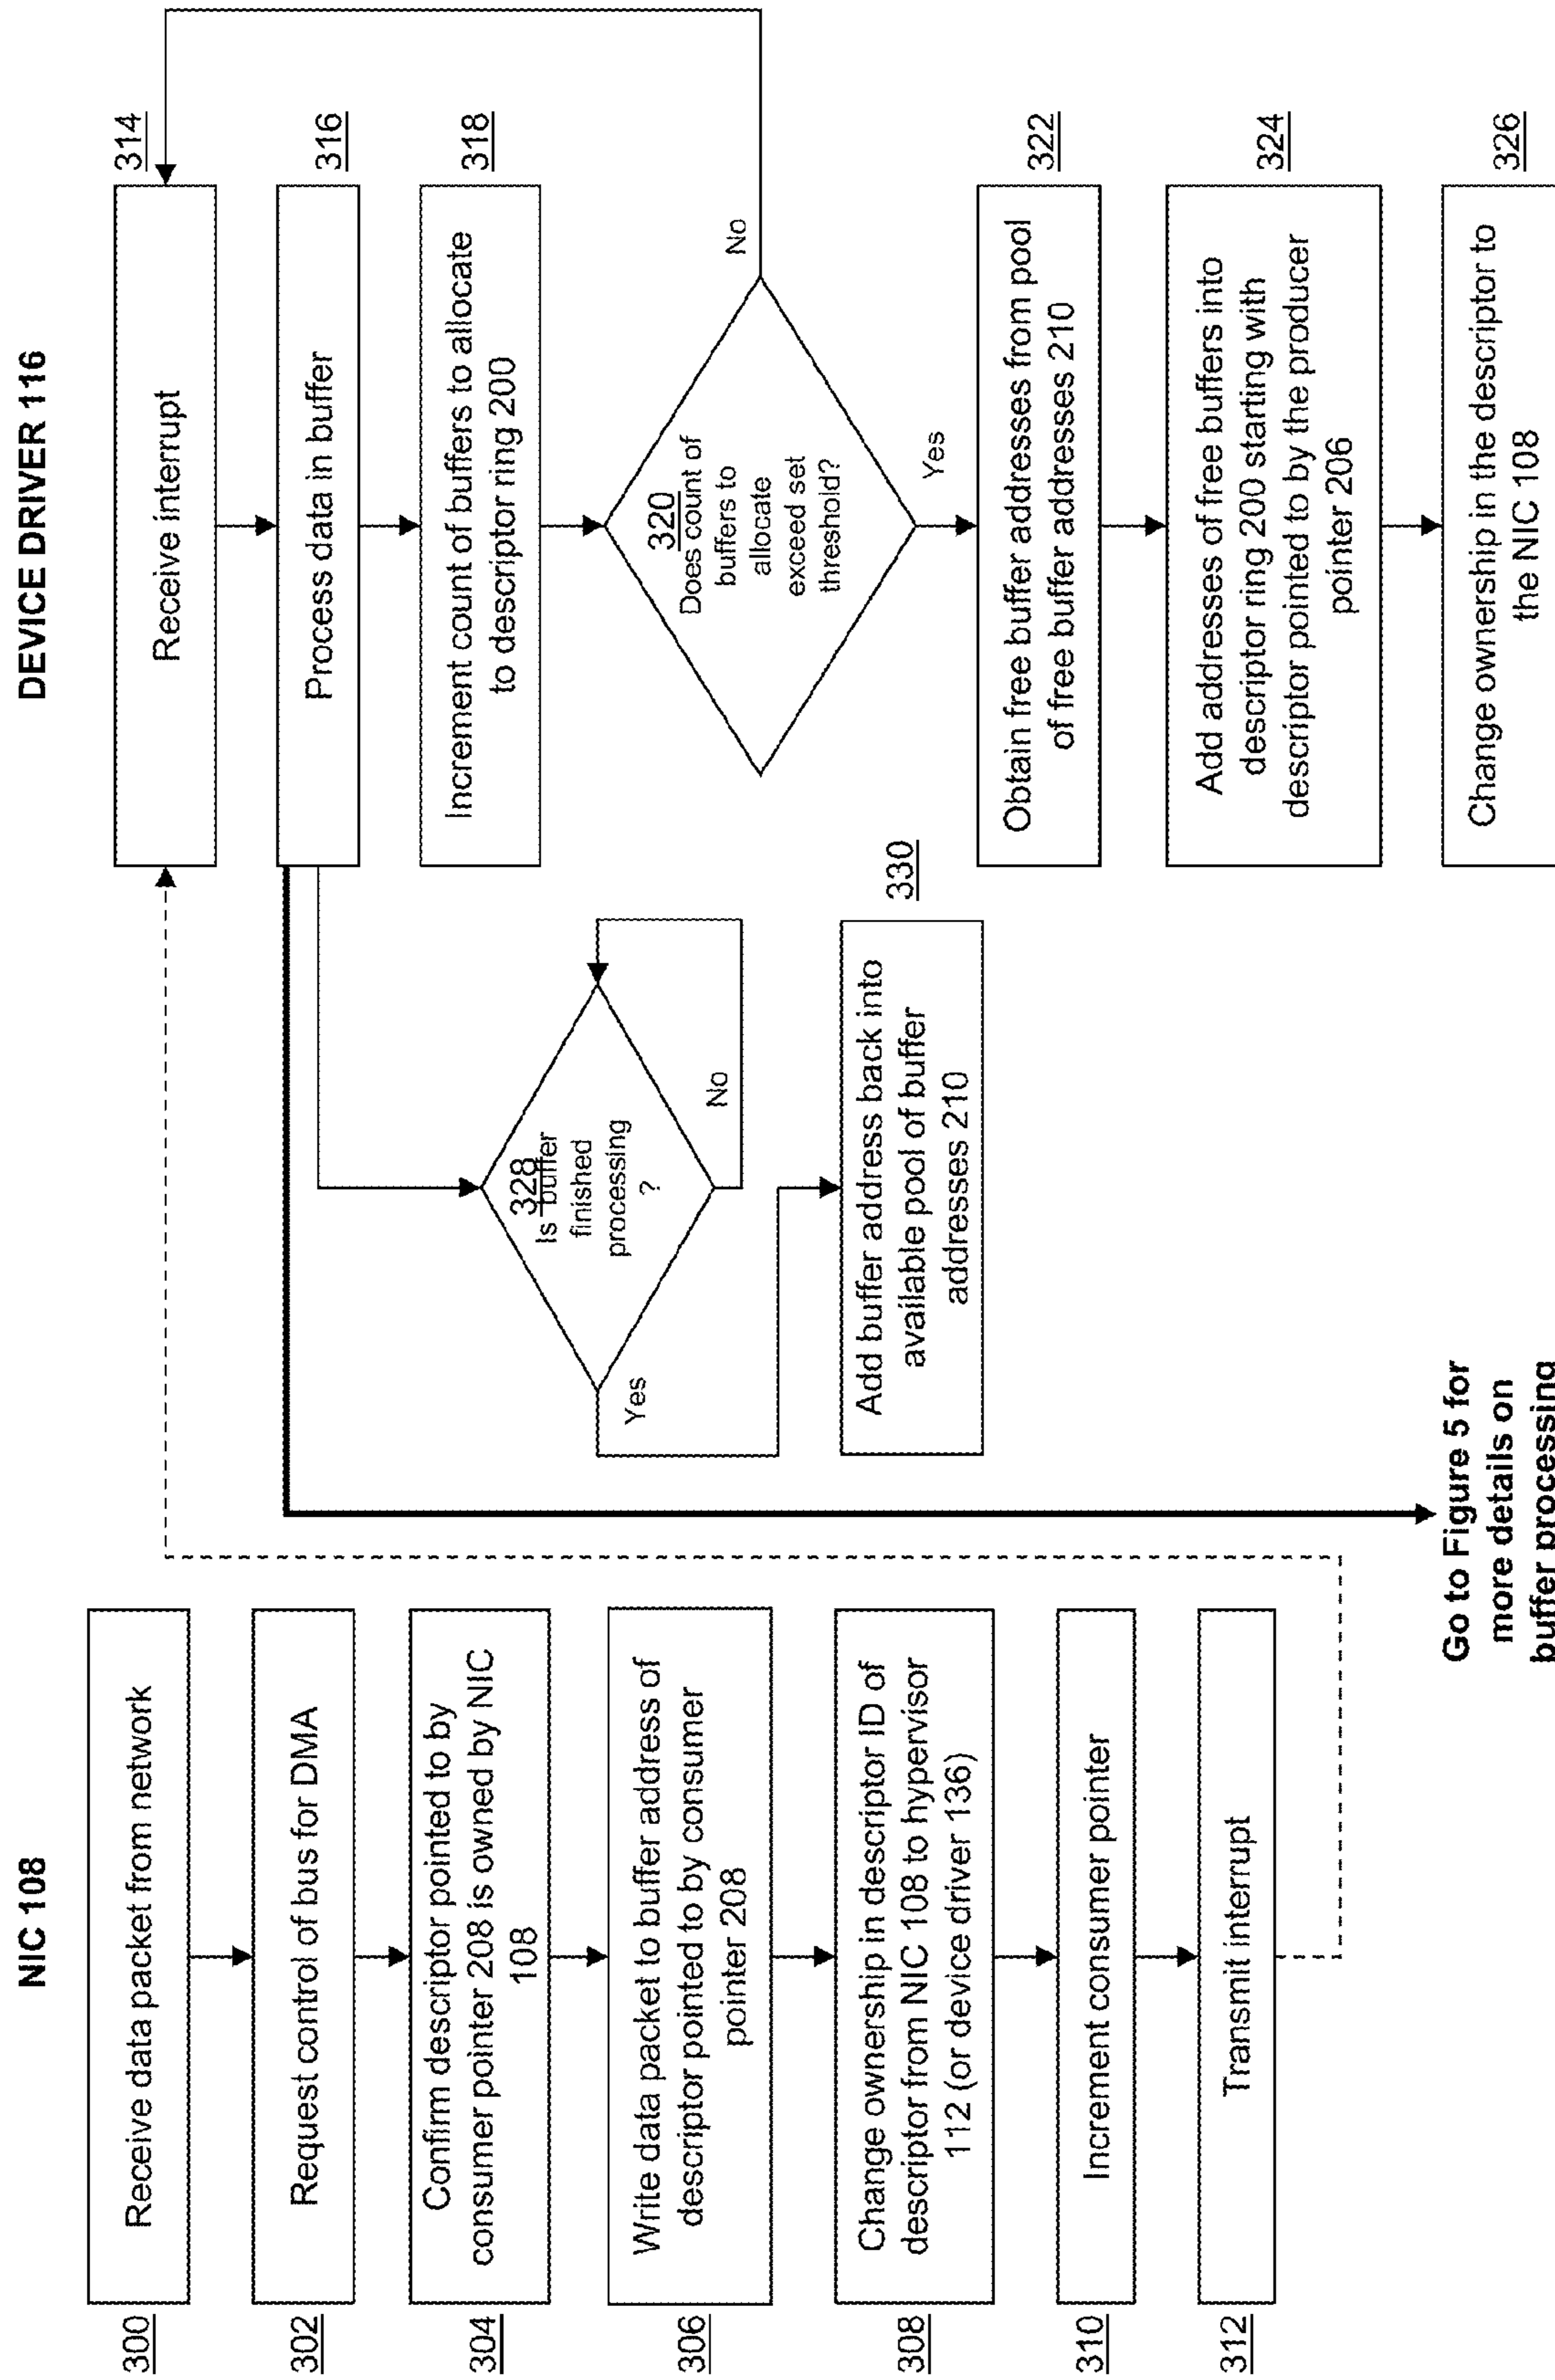 NIC 108
300
Receive data packet from network
302
Request control of bus for DMA
304
Confirm descriptor pointed to by
consumer pointer 208 is owned by NIC
108
306
Write data packet to buffer address of
descriptor pointed to by consumer
pointer 208
308
Change ownership in descriptor ID of
descriptor from NIC 108 to hypervisor
112 (or device driver 136)
310
Increment consumer pointer
312
Transmit interrupt
DEVICE DRIVER 116
314
Receive interrupt
316
Process data in buffer
318
Increment count of buffers to allocate
to descriptor ring 200
320
Does count of
buffers to
allocate
exceed set
threshold?
No
Yes
322
Obtain free buffer addresses from pool
of free buffer addresses 210
324
Add addresses of free buffers into
descriptor ring 200 starting with
descriptor pointed to by the producer
pointer 206
326
Change ownership in the descriptor to
the NIC 108
328
Is buffer
finished
processing
?
No
Yes
330
Add buffer address back into
available pool of buffer
addresses 210
Go to Figure 5 for
more details on
buffer processing